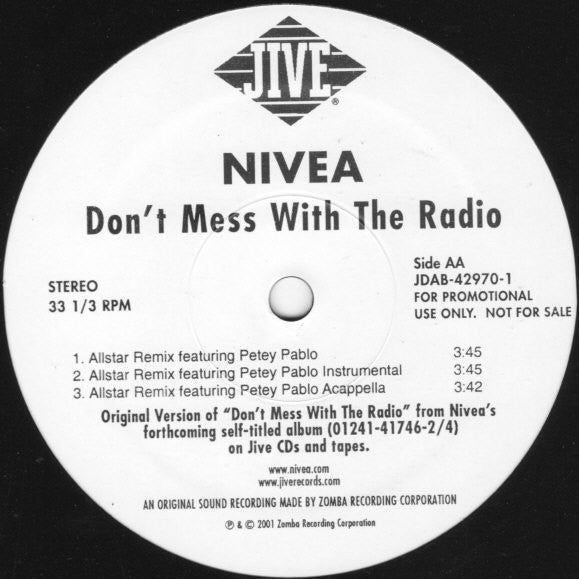 JIVE®
NIVEA
Don't Mess With The Radio
STEREO
33 1/3 RPM
Side AA
JDAB-42970-1
FOR PROMOTIONAL
USE ONLY. NOT FOR SALE
1. Allstar Remix featuring Petey Pablo 3:45
2. Allstar Remix featuring Petey Pablo Instrumental 3:45
3. Allstar Remix featuring Petey Pablo Acappella 3:42
Original Version of "Don't Mess With The Radio" from Nivea's
forthcoming self-titled album (01241-41746-2/4)
on Jive CDs and tapes.
www.nivea.com
www.jiverecords.com
AN ORIGINAL SOUND RECORDING MADE BY ZOMBA RECORDING CORPORATION
℗ & © 2001 Zomba Recording Corporation